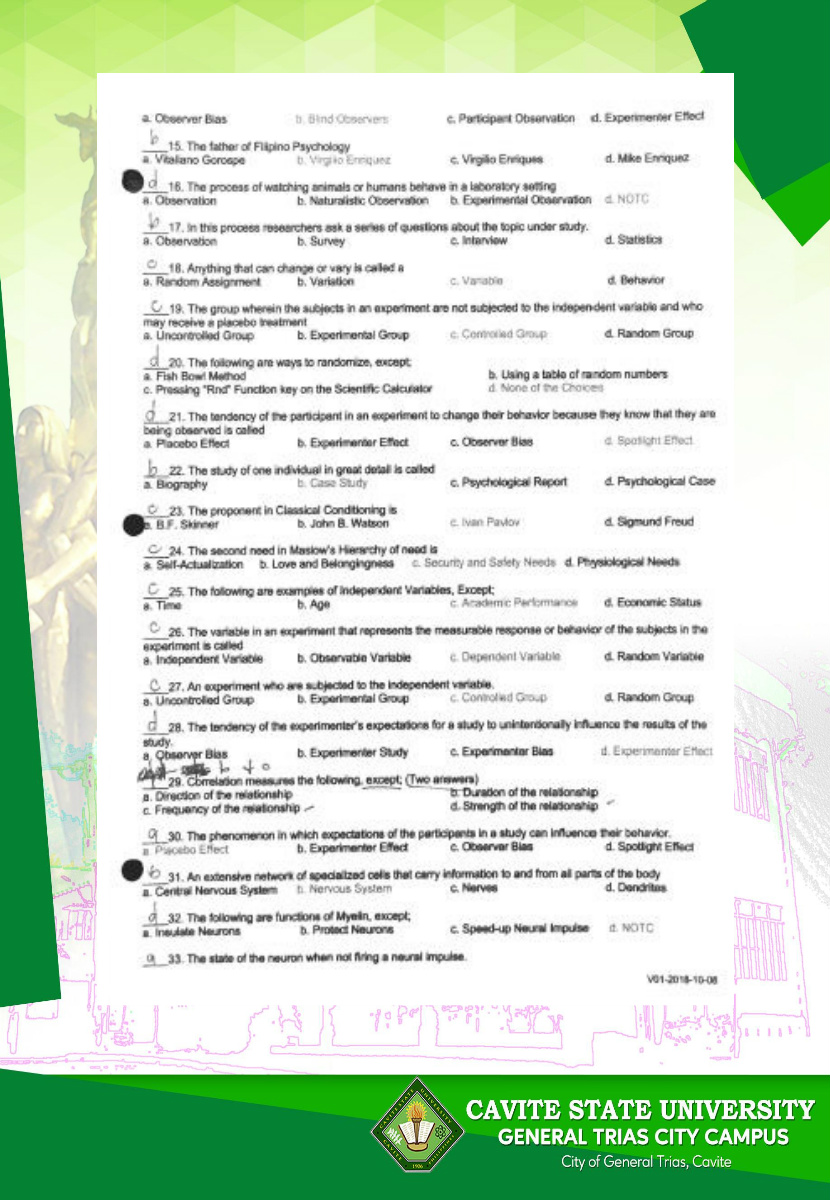 a. Observer Bias b. Blind Observers c. Participant Observation d. Experimenter Effect
b 15. The father of Filipino Psychology
a. Vitaliano Gorospe b. Virgilio Enriquez c. Virgilio Enriques d. Mike Enriquez
d 16. The process of watching animals or humans behave in a laboratory setting
a. Observation b. Naturalistic Observation b. Experimental Observation d. NOTC
b 17. In this process researchers ask a series of questions about the topic under study.
a. Observation b. Survey c. Interview d. Statistics
c 18. Anything that can change or vary is called a
a. Random Assignment b. Variation c. Variable d. Behavior
c 19. The group wherein the subjects in an experiment are not subjected to the independent variable and who
may receive a placebo treatment
a. Uncontrolled Group b. Experimental Group c. Controlled Group d. Random Group
d 20. The following are ways to randomize, except;
a. Fish Bowl Method b. Using a table of random numbers
c. Pressing "Rnd" Function key on the Scientific Calculator d. None of the Choices
d 21. The tendency of the participant in an experiment to change their behavior because they know that they are
being observed is called
a. Placebo Effect b. Experimenter Effect c. Observer Bias d. Spotlight Effect
b 22. The study of one individual in great detail is called
a. Biography b. Case Study c. Psychological Report d. Psychological Case
c 23. The proponent in Classical Conditioning is
a. B.F. Skinner b. John B. Watson c. Ivan Pavlov d. Sigmund Freud
c 24. The second need in Maslow's Hierarchy of need is
a. Self-Actualization b. Love and Belongingness c. Security and Safety Needs d. Physiological Needs
c 25. The following are examples of Independent Variables, Except;
a. Time b. Age c. Academic Performance d. Economic Status
c 26. The variable in an experiment that represents the measurable response or behavior of the subjects in the
experiment is called
a. Independent Variable b. Observable Variable c. Dependent Variable d. Random Variable
c 27. An experiment who are subjected to the independent variable.
a. Uncontrolled Group b. Experimental Group c. Controlled Group d. Random Group
d 28. The tendency of the experimenter's expectations for a study to unintentionally influence the results of the
study.
a. Observer Bias b. Experimenter Study c. Experimenter Bias d. Experimenter Effect
29. Correlation measures the following, except; (Two answers)
a. Direction of the relationship b. Duration of the relationship
c. Frequency of the relationship d. Strength of the relationship
a 30. The phenomenon in which expectations of the participants in a study can influence their behavior.
a. Placebo Effect b. Experimenter Effect c. Observer Bias d. Spotlight Effect
b 31. An extensive network of specialized cells that carry information to and from all parts of the body
a. Central Nervous System b. Nervous System c. Nerves d. Dendrites
d 32. The following are functions of Myelin, except;
a. Insulate Neurons b. Protect Neurons c. Speed-up Neural Impulse d. NOTC
a 33. The state of the neuron when not firing a neural impulse.
V01-2018-10-08
CAVITE STATE UNIVERSITY
GENERAL TRIAS CITY CAMPUS
City of General Trias, Cavite